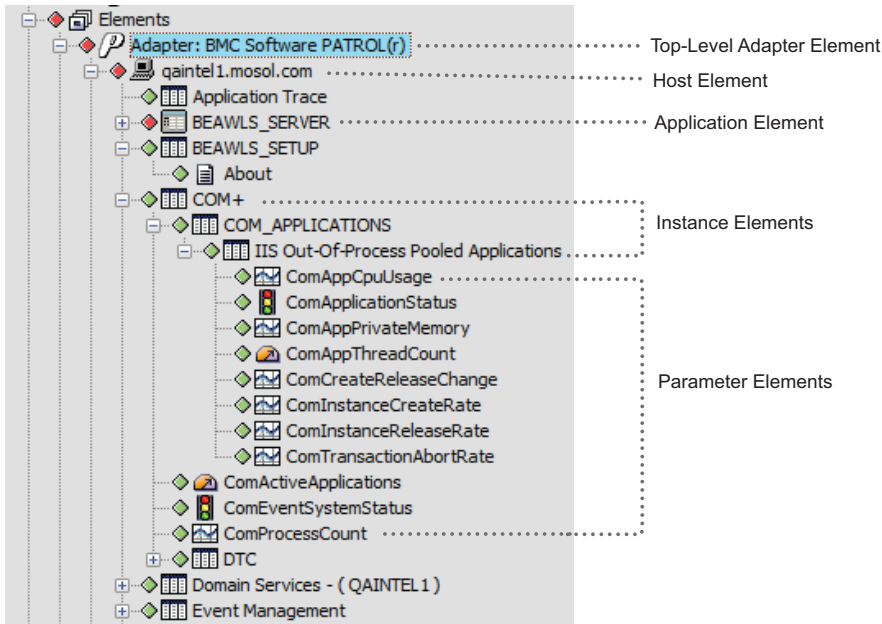 Elements
Adapter: BMC Software PATROL(r) Top-Level Adapter Element
qaintel1.mosol.com Host Element
Application Trace
BEAWLS_SERVER Application Element
BEAWLS_SETUP
About
COM+
COM_APPLICATIONS Instance Elements
IIS Out-Of-Process Pooled Applications
ComAppCpuUsage
ComApplicationStatus
ComAppPrivateMemory
ComAppThreadCount
ComCreateReleaseChange Parameter Elements
ComInstanceCreateRate
ComInstanceReleaseRate
ComTransactionAbortRate
ComActiveApplications
ComEventSystemStatus
ComProcessCount
DTC
Domain Services - ( QAINTEL1 )
Event Management